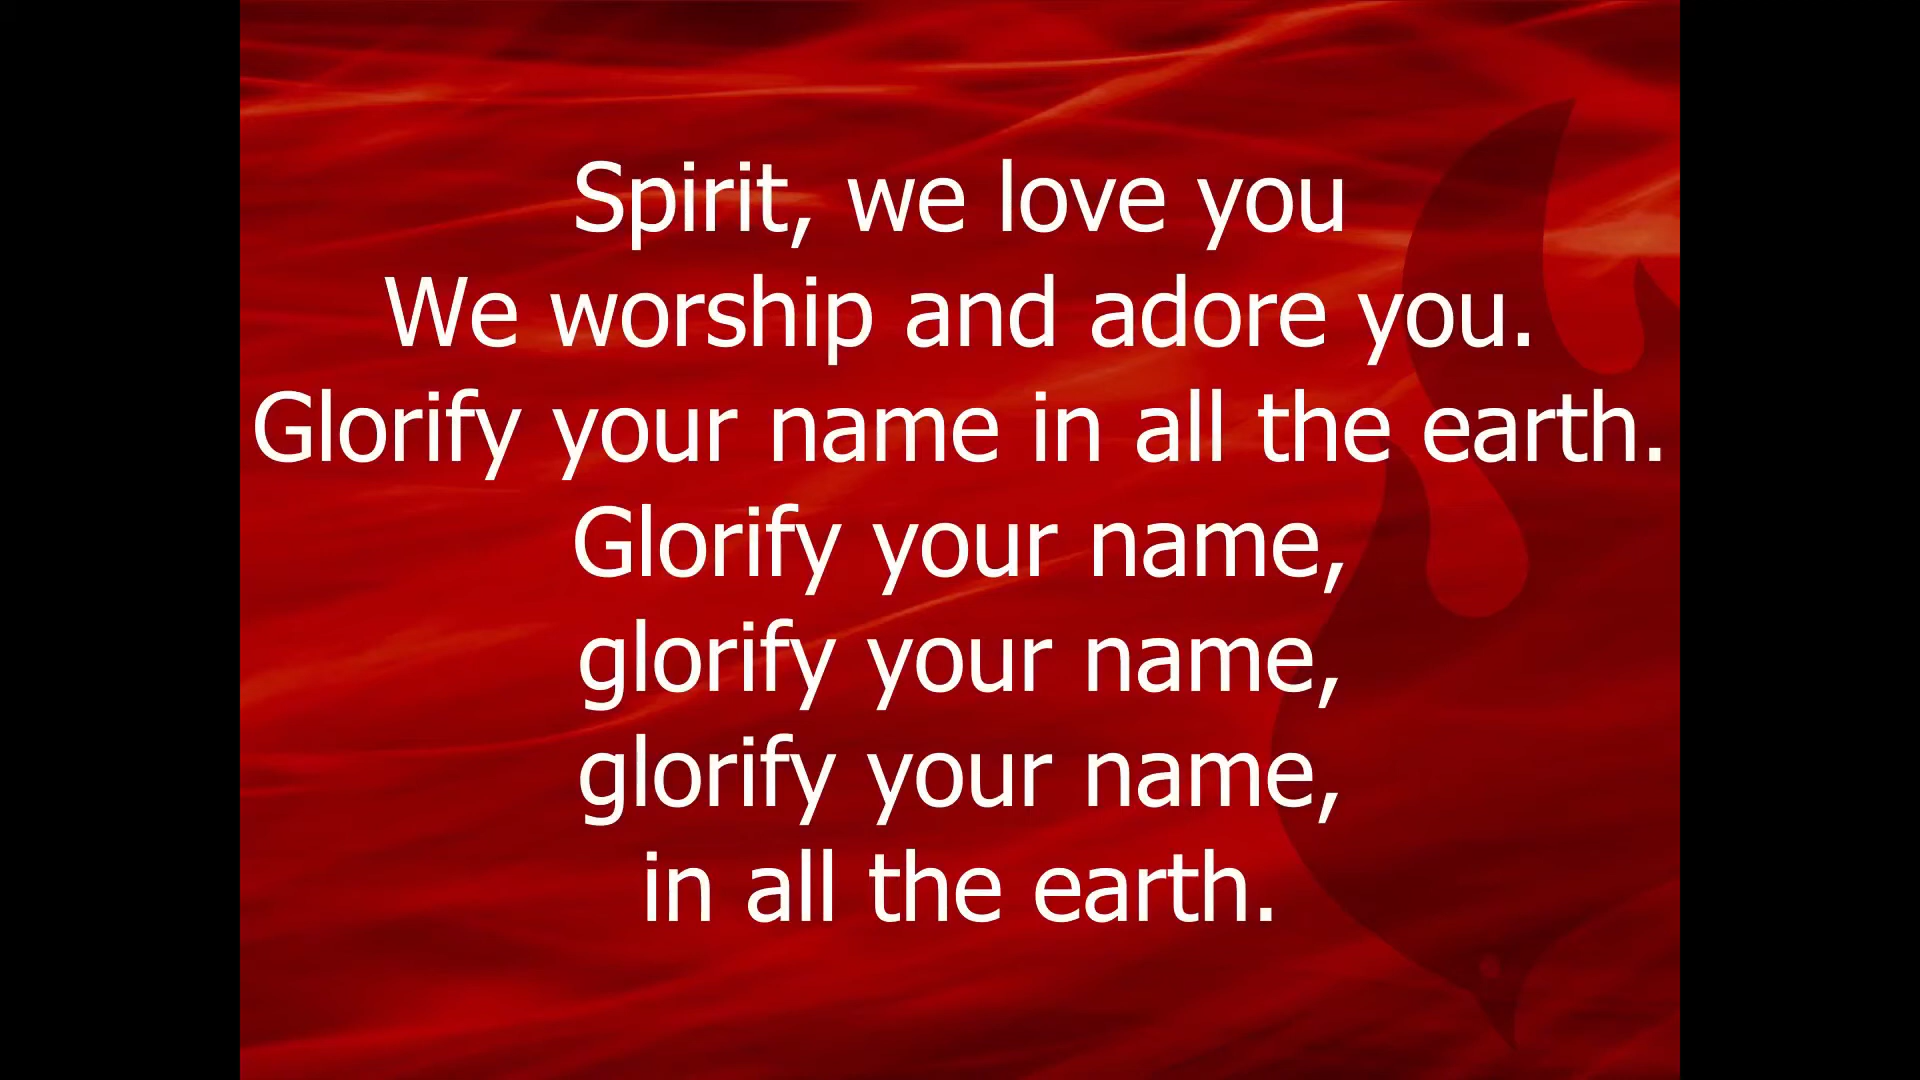 Spirit, we love you
We worship and adore you.
Glorify your name in all the earth.
Glorify your name,
glorify your name,
glorify your name,
in all the earth.